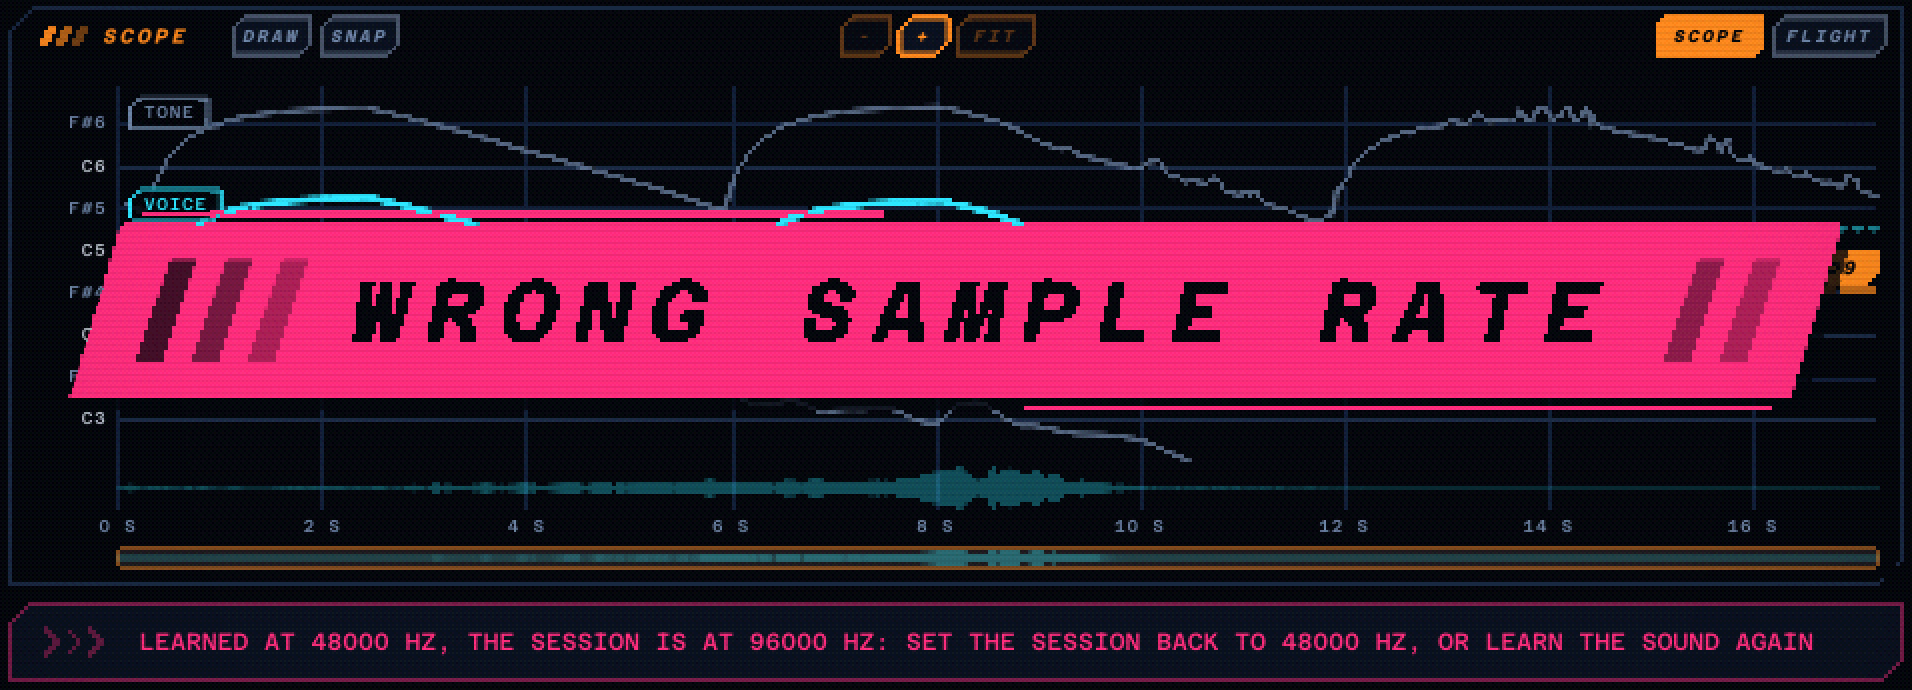 SCOPE DRAW SNAP - + FIT SCOPE FLIGHT
TONE
F#6
C6
VOICE
F#5
C5
F#4
WRONG SAMPLE RATE
C3
0 S 2 S 4 S 6 S 8 S 10 S 12 S 14 S 16 S
LEARNED AT 48000 HZ, THE SESSION IS AT 96000 HZ: SET THE SESSION BACK TO 48000 HZ, OR LEARN THE SOUND AGAIN